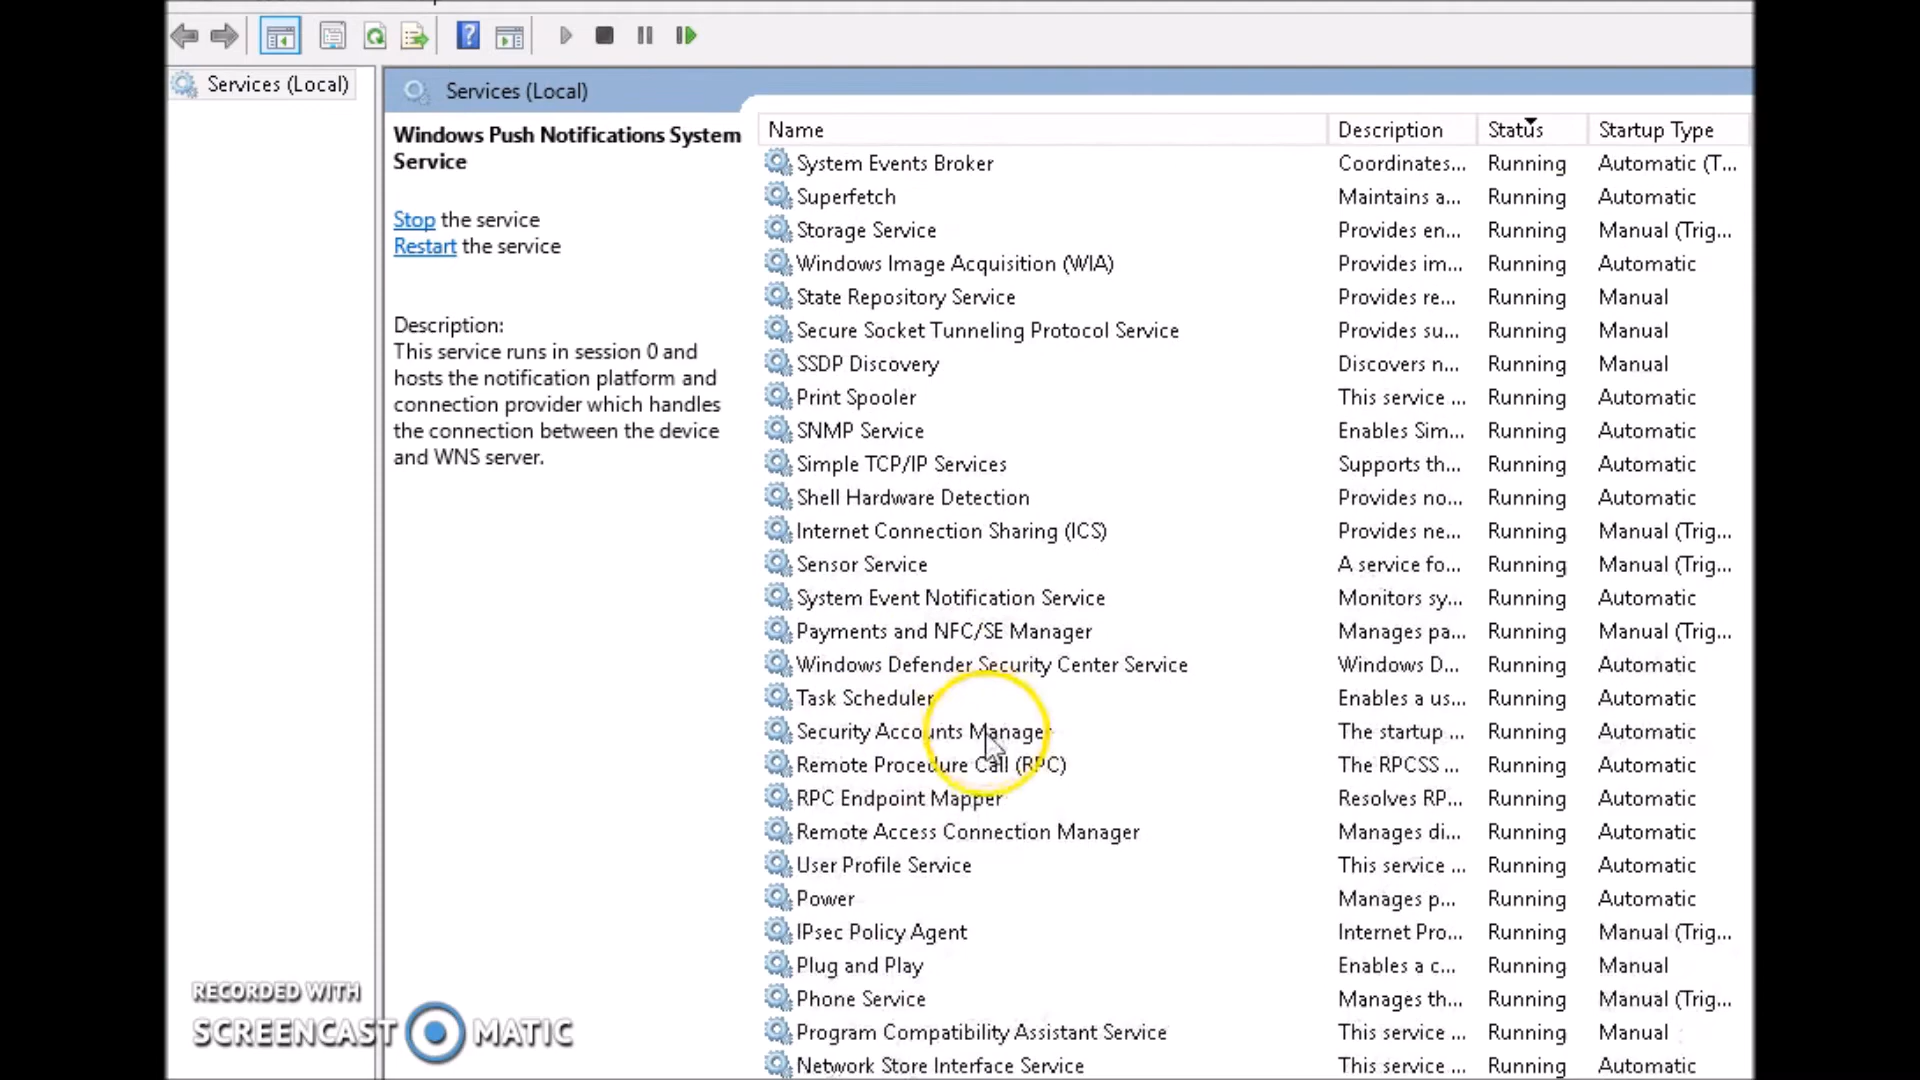 Services (Local)
Services (Local)
Windows Push Notifications System
Service
Stop the service
Restart the service
Description:
This service runs in session 0 and
hosts the notification platform and
connection provider which handles
the connection between the device
and WNS server.
Name Description Status Startup Type
System Events Broker Coordinates... Running Automatic (T...
Superfetch Maintains a... Running Automatic
Storage Service Provides en... Running Manual (Trig...
Windows Image Acquisition (WIA) Provides im... Running Automatic
State Repository Service Provides re... Running Manual
Secure Socket Tunneling Protocol Service Provides su... Running Manual
SSDP Discovery Discovers n... Running Manual
Print Spooler This service ... Running Automatic
SNMP Service Enables Sim... Running Automatic
Simple TCP/IP Services Supports th... Running Automatic
Shell Hardware Detection Provides no... Running Automatic
Internet Connection Sharing (ICS) Provides ne... Running Manual (Trig...
Sensor Service A service fo... Running Manual (Trig...
System Event Notification Service Monitors sy... Running Automatic
Payments and NFC/SE Manager Manages pa... Running Manual (Trig...
Windows Defender Security Center Service Windows D... Running Automatic
Task Scheduler Enables a us... Running Automatic
Security Accounts Manager The startup ... Running Automatic
Remote Procedure Call (RPC) The RPCSS ... Running Automatic
RPC Endpoint Mapper Resolves RP... Running Automatic
Remote Access Connection Manager Manages di... Running Automatic
User Profile Service This service ... Running Automatic
Power Manages p... Running Automatic
IPsec Policy Agent Internet Pro... Running Manual (Trig...
Plug and Play Enables a c... Running Manual
Phone Service Manages th... Running Manual (Trig...
Program Compatibility Assistant Service This service ... Running Manual
Network Store Interface Service This service ... Running Automatic
RECORDED WITH
SCREENCAST MATIC